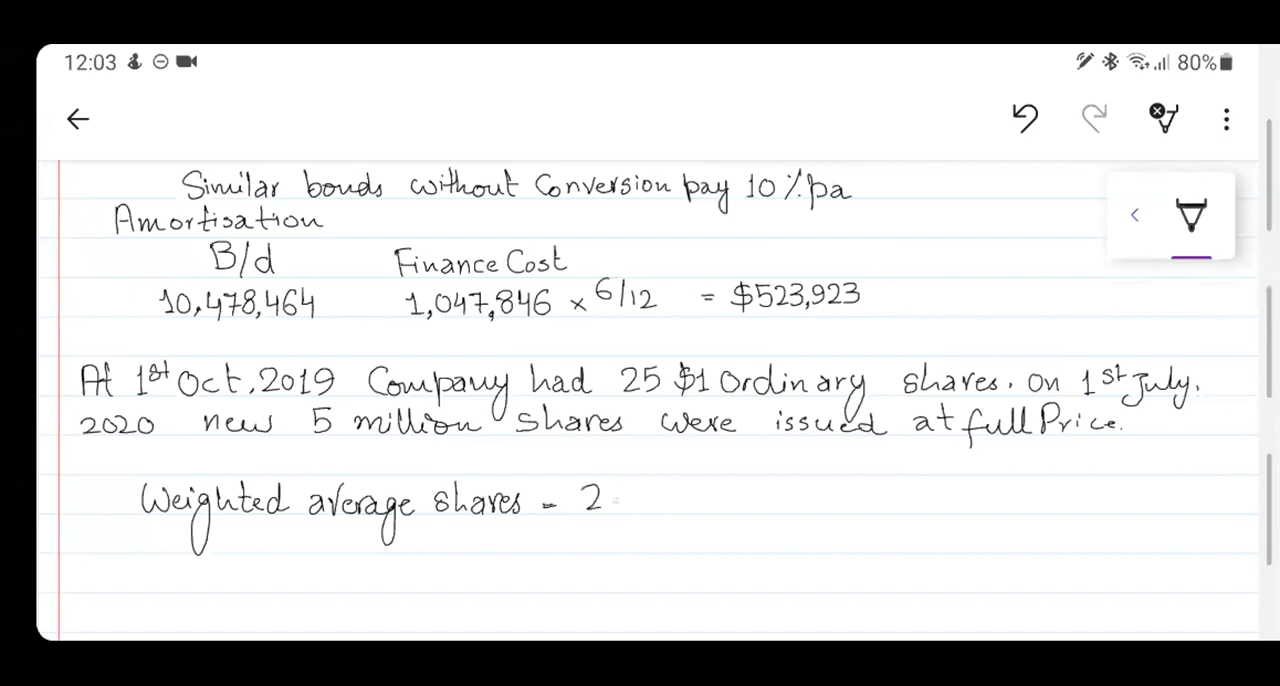 12:03 80%
Similar bonds without Conversion pay 10% pa
Amortisation
B/d Finance Cost
10,478,464 1,047,846 × 6/12 = $523,923
At 1st Oct. 2019 Company had 25 $1 Ordinary shares. On 1st July.
2020 new 5 million shares were issued at full Price.
Weighted average shares = 2